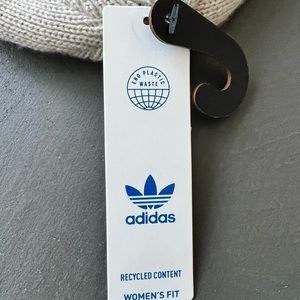 END PLASTIC
WASTE
adidas
RECYCLED CONTENT
WOMEN'S FIT